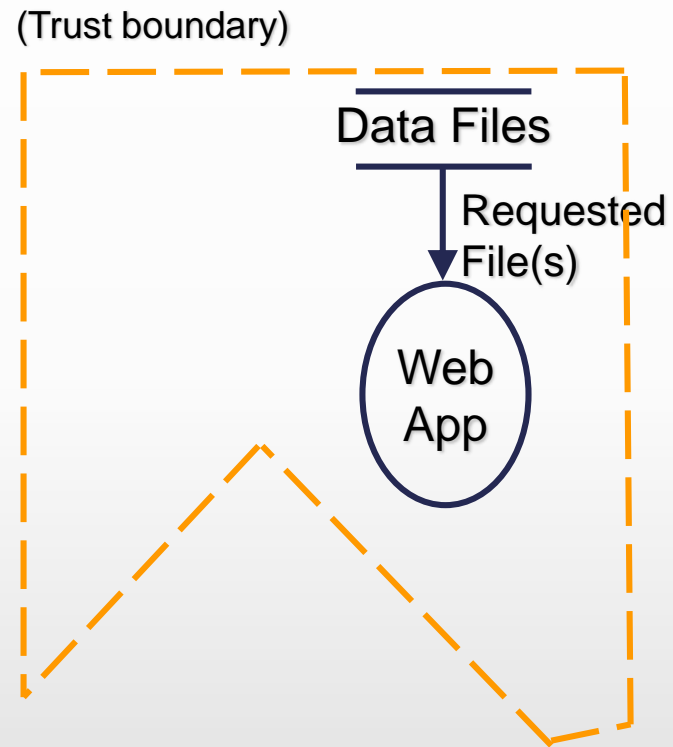 (Trust boundary)
Data Files
Requested
File(s)
Web
App